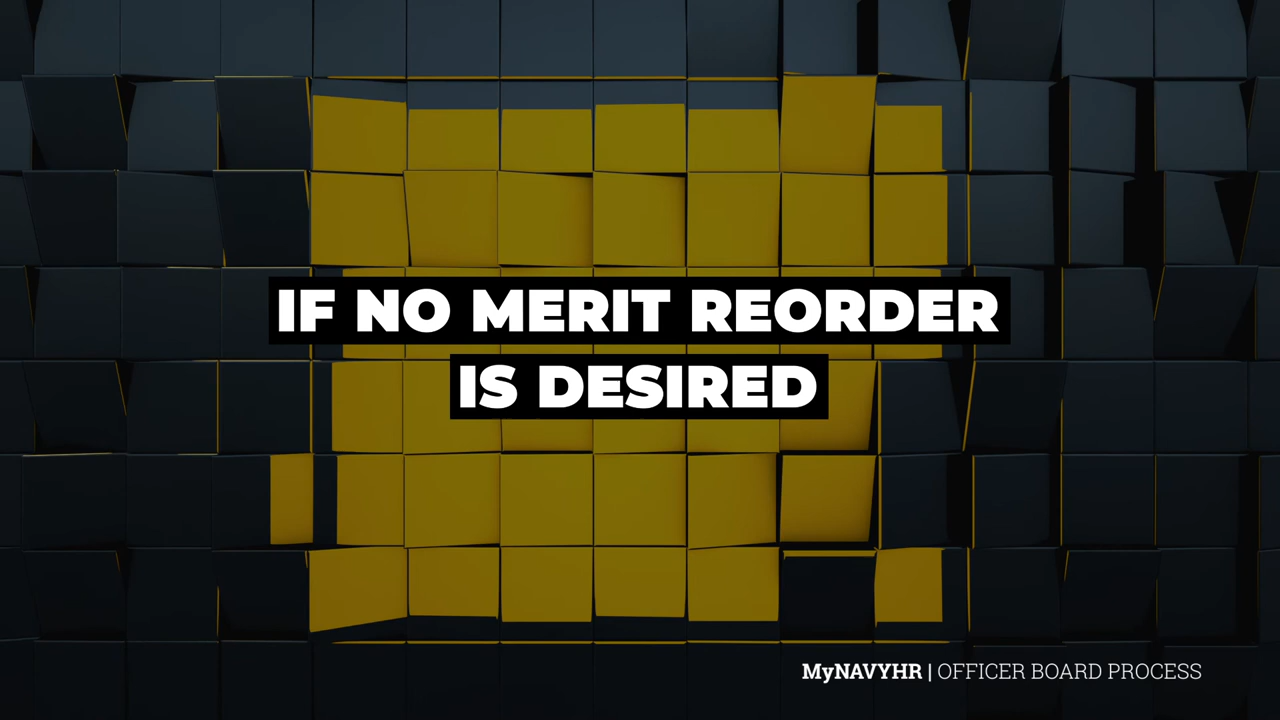 IF NO MERIT REORDER
IS DESIRED
MyNAVYHR | OFFICER BOARD PROCESS